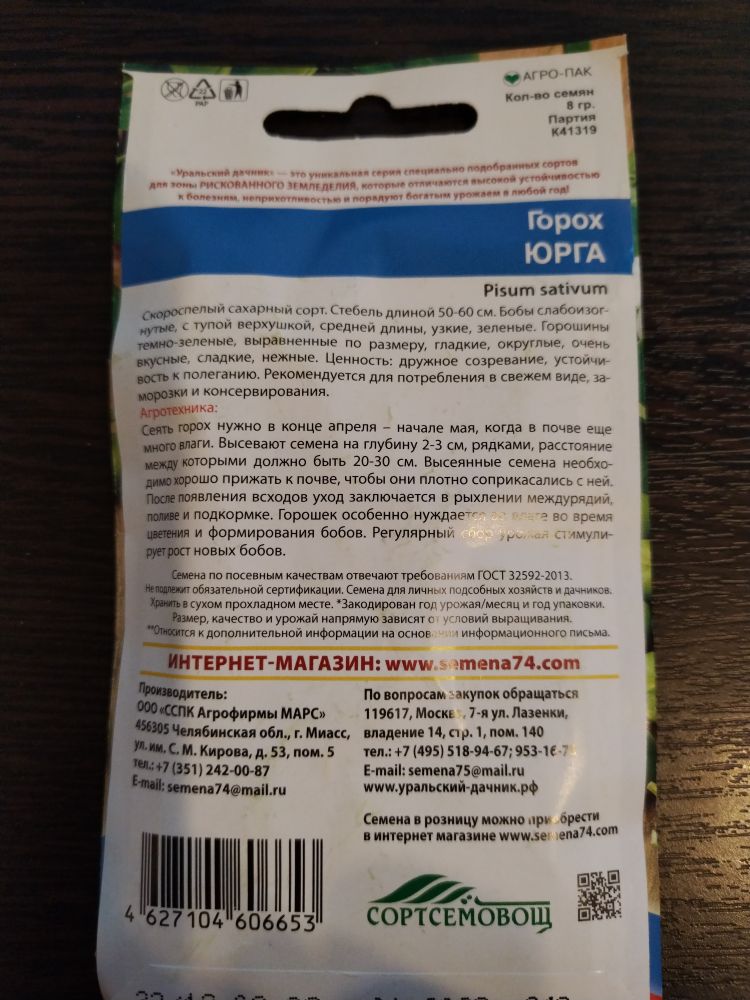 22
PAP
АГРО-ПАК
Кол-во семян
8 гр.
Партия
К41319
«Уральский дачник» — это уникальная серия специально подобранных сортов
для зоны РИСКОВАННОГО ЗЕМЛЕДЕЛИЯ, которые отличаются высокой устойчивостью
к болезням, неприхотливостью и порадуют богатым урожаем в любой год!
Горох
ЮРГА
Pisum sativum
Скороспелый сахарный сорт. Стебель длиной 50-60 см. Бобы слабоизог-
нутые, с тупой верхушкой, средней длины, узкие, зеленые. Горошины
темно-зеленые, выравненные по размеру, гладкие, округлые, очень
вкусные, сладкие, нежные. Ценность: дружное созревание, устойчи-
вость к полеганию. Рекомендуется для потребления в свежем виде, за-
морозки и консервирования.
Агротехника:
Сеять горох нужно в конце апреля – начале мая, когда в почве еще
много влаги. Высевают семена на глубину 2-3 см, рядками, расстояние
между которыми должно быть 20-30 см. Высеянные семена необхо-
димо хорошо прижать к почве, чтобы они плотно соприкасались с ней.
После появления всходов уход заключается в рыхлении междурядий,
поливе и подкормке. Горошек особенно нуждается во влаге во время
цветения и формирования бобов. Регулярный сбор урожая стимули-
рует рост новых бобов.
Семена по посевным качествам отвечают требованиям ГОСТ 32592-2013.
Не подлежит обязательной сертификации. Семена для личных подсобных хозяйств и дачников.
Хранить в сухом прохладном месте. *Закодирован год урожая/месяц и год упаковки.
Размер, качество и урожай напрямую зависят от условий выращивания.
**Относится к дополнительной информации на основании информационного письма.
ИНТЕРНЕТ-МАГАЗИН: www.semena74.com
Производитель:
ООО «ССПК Агрофирмы МАРС»
456305 Челябинская обл., г. Миасс,
ул. им. С. М. Кирова, д. 53, пом. 5
тел.: +7 (351) 242-00-87
E-mail: semena74@mail.ru
По вопросам закупок обращаться
119617, Москва, 7-я ул. Лазенки,
владение 14, стр. 1, пом. 140
тел.: +7 (495) 518-94-67;
E-mail: semena75@mail.ru
www.уральский-дачник.рф
Семена в розницу можно приобрести
в интернет магазине www.semena74.com
4 627104 606653
СОРТСЕМОВОЩ